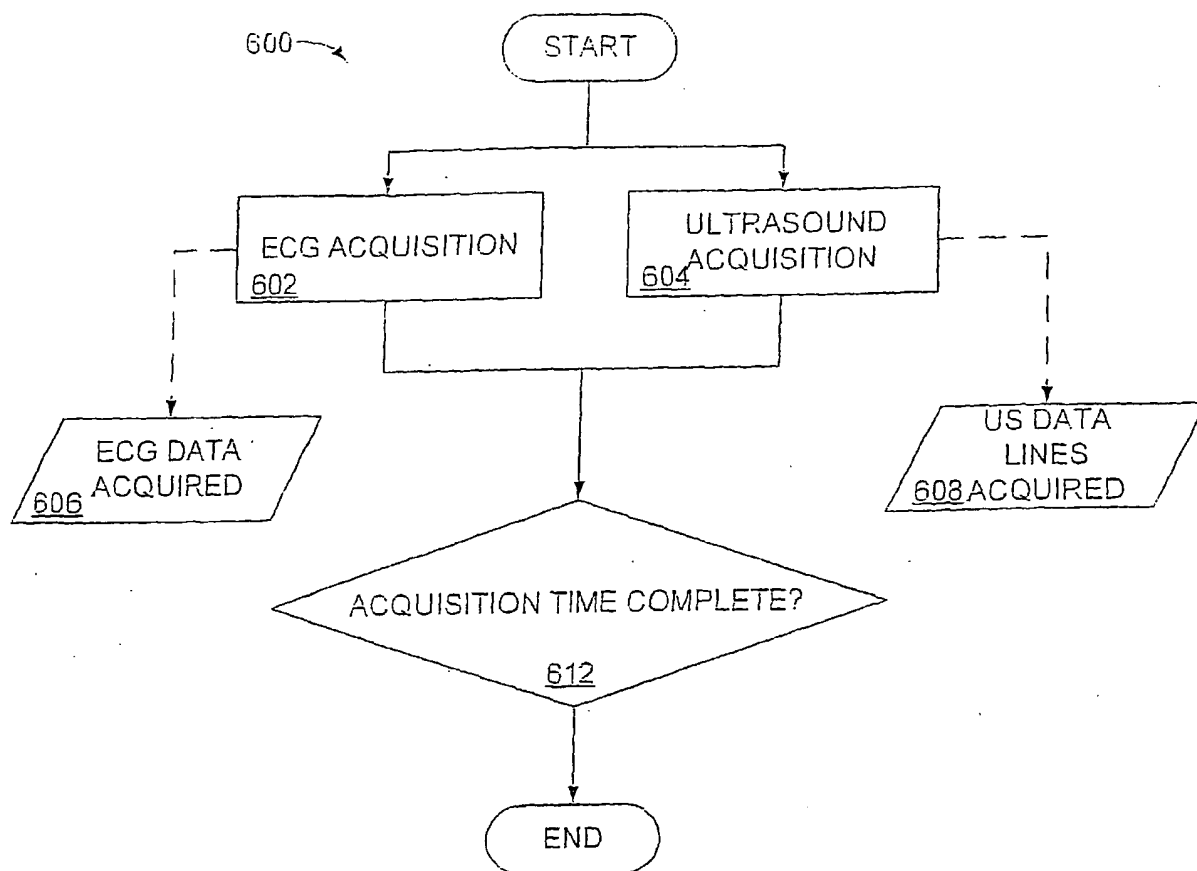 600
START
ECG ACQUISITION
602
ULTRASOUND
ACQUISITION
604
ECG DATA
ACQUIRED
606
US DATA
LINES
ACQUIRED
608
ACQUISITION TIME COMPLETE?
612
END